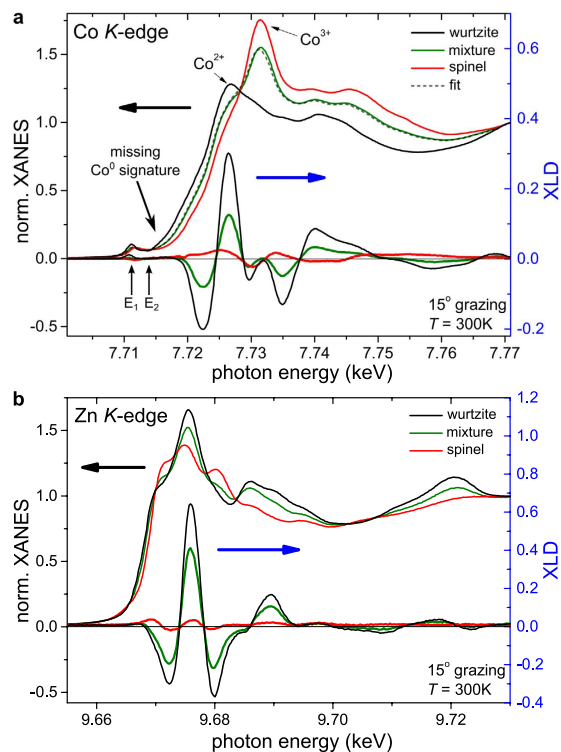 a
Co K-edge
Co3+
wurtzite
mixture
spinel
fit
Co2+
missing
Co0 signature
E1
E2
15o grazing
T = 300K
norm. XANES
1.5
1.0
0.5
0.0
-0.5
XLD
0.6
0.4
0.2
0.0
-0.2
7.71 7.72 7.73 7.74 7.75 7.76 7.77
photon energy (keV)
b
Zn K-edge
wurtzite
mixture
spinel
15o grazing
T = 300K
norm. XANES
1.5
1.0
0.5
0.0
-0.5
XLD
1.2
1.0
0.8
0.6
0.4
0.2
0.0
-0.2
-0.4
9.66 9.68 9.70 9.72
photon energy (keV)